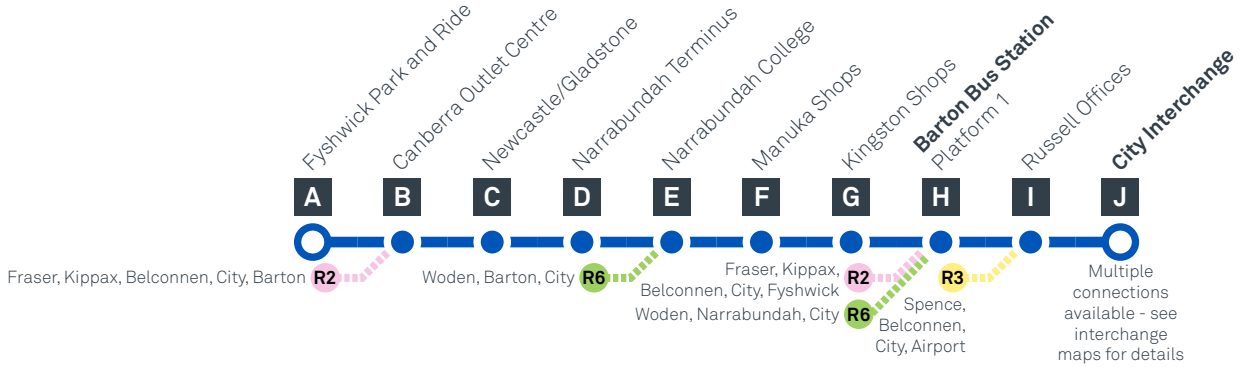 Fyshwick Park and Ride
Canberra Outlet Centre
Newcastle/Gladstone
Narrabundah Terminus
Narrabundah College
Manuka Shops
Kingston Shops
Barton Bus Station
Platform 1
Russell Offices
City Interchange
A
B
C
D
E
F
G
H
I
J
Fraser, Kippax, Belconnen, City, Barton
R2
Woden, Barton, City
R6
Fraser, Kippax,
Belconnen, City, Fyshwick
R2
Woden, Narrabundah, City
R6
R3
Spence,
Belconnen,
City, Airport
Multiple
connections
available - see
interchange
maps for details